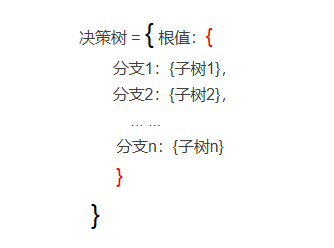 决策树 = { 根值：{
分支1：{子树1},
分支2：{子树2},
... ...
分支n：{子树n}
}
}